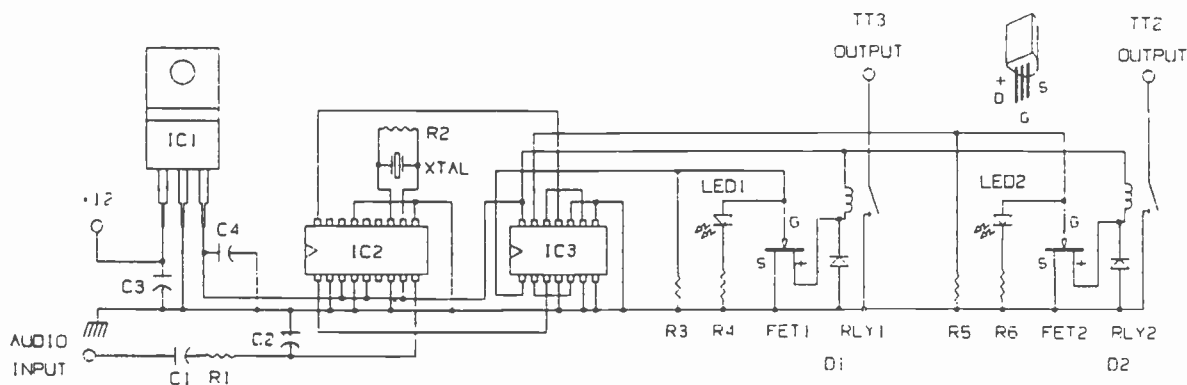 TT3
OUTPUT
TT2
OUTPUT
+
D
S
G
IC1
R2
XTAL
+12
C4
C3
IC2
IC3
LED1
G
S
+
LED2
G
S
+
AUDIO
INPUT
C2
C1
R1
R3
R4
FET1
RLY1
R5
R6
FET2
RLY2
D1
D2